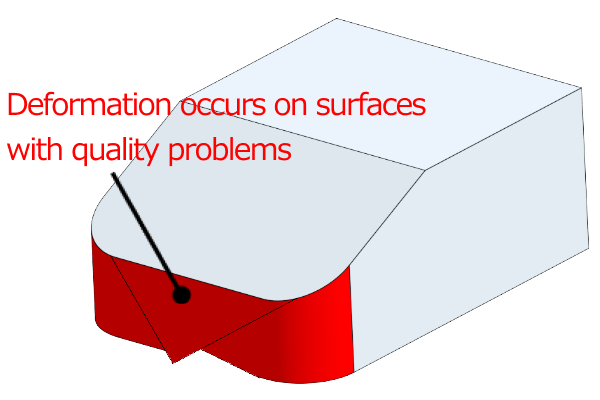 Deformation occurs on surfaces
with quality problems